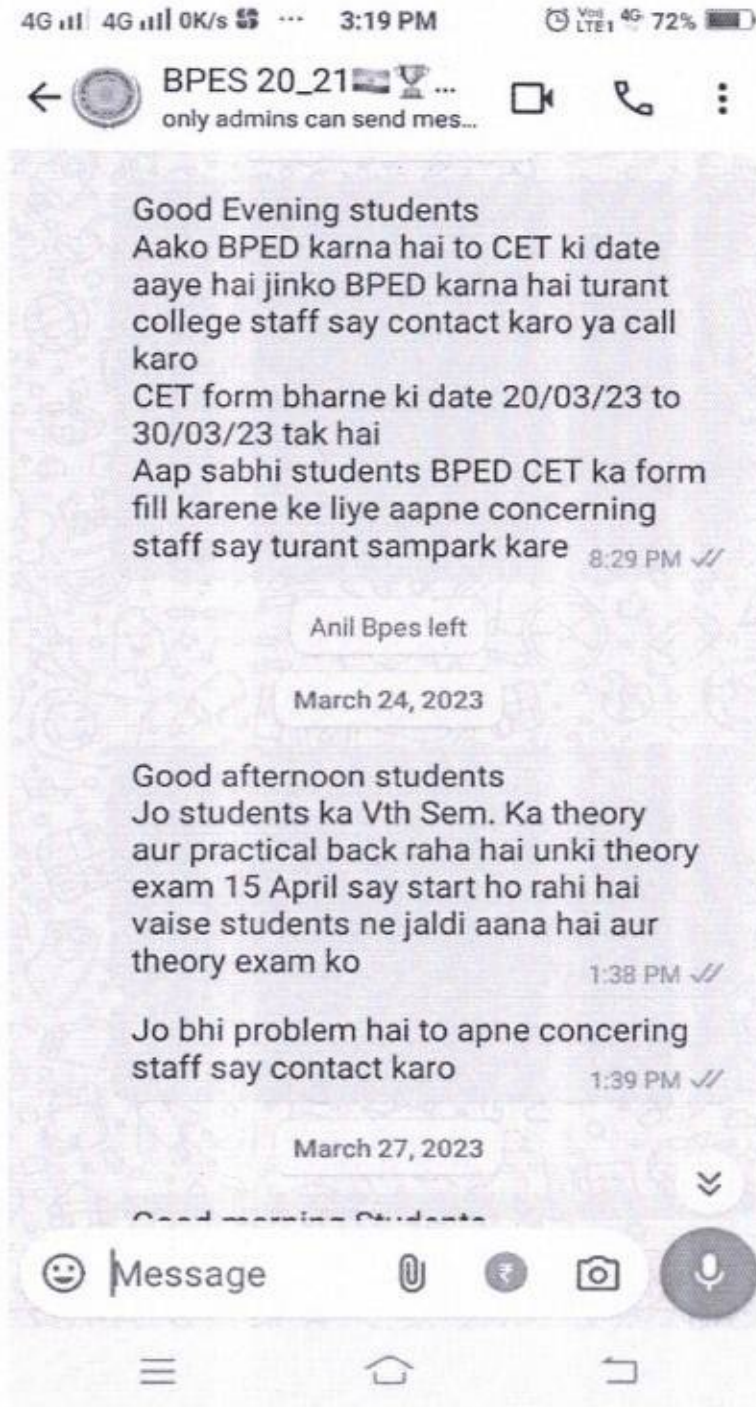 4G 4G 0K/s ... 3:19 PM Vo) LTE1 4G 72%
BPES 20_21...
only admins can send mes...
Good Evening students
Aako BPED karna hai to CET ki date
aaye hai jinko BPED karna hai turant
college staff say contact karo ya call
karo
CET form bharne ki date 20/03/23 to
30/03/23 tak hai
Aap sabhi students BPED CET ka form
fill karene ke liye aapne concerning
staff say turant sampark kare 8:29 PM
Anil Bpes left
March 24, 2023
Good afternoon students
Jo students ka Vth Sem. Ka theory
aur practical back raha hai unki theory
exam 15 April say start ho rahi hai
vaise students ne jaldi aana hai aur
theory exam ko 1:38 PM
Jo bhi problem hai to apne concering
staff say contact karo 1:39 PM
March 27, 2023
Good morning Students
Message